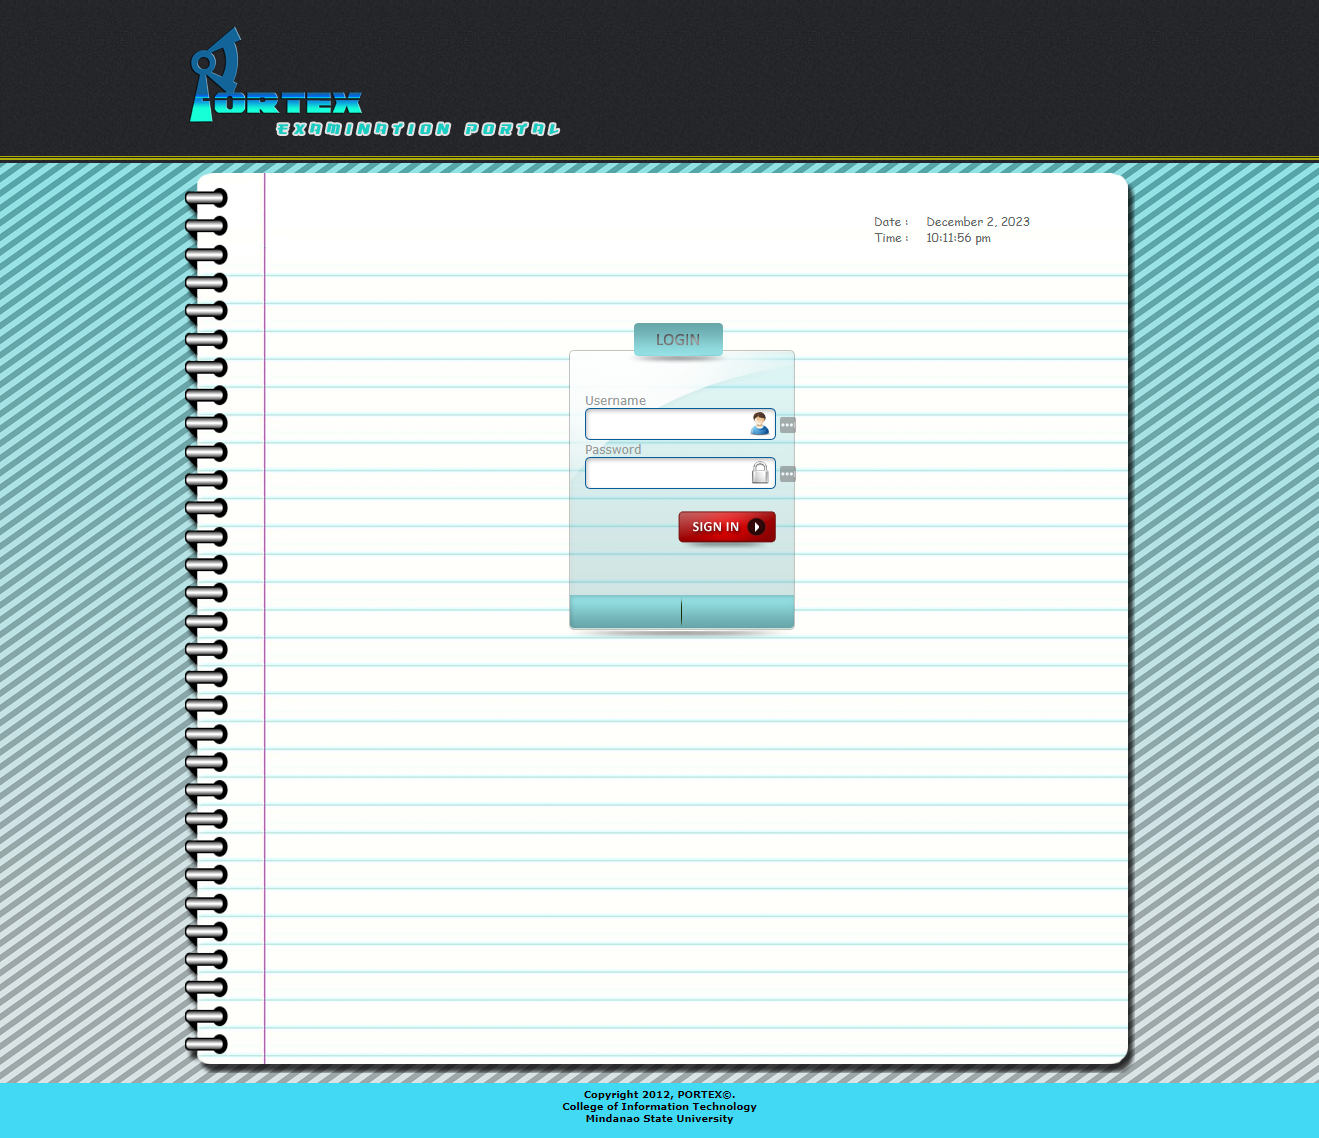 PORTEX
EXAMINATION PORTAL
Date : December 2, 2023
Time : 10:11:56 pm
LOGIN
Username
Password
SIGN IN
Copyright 2012, PORTEX©.
College of Information Technology
Mindanao State University